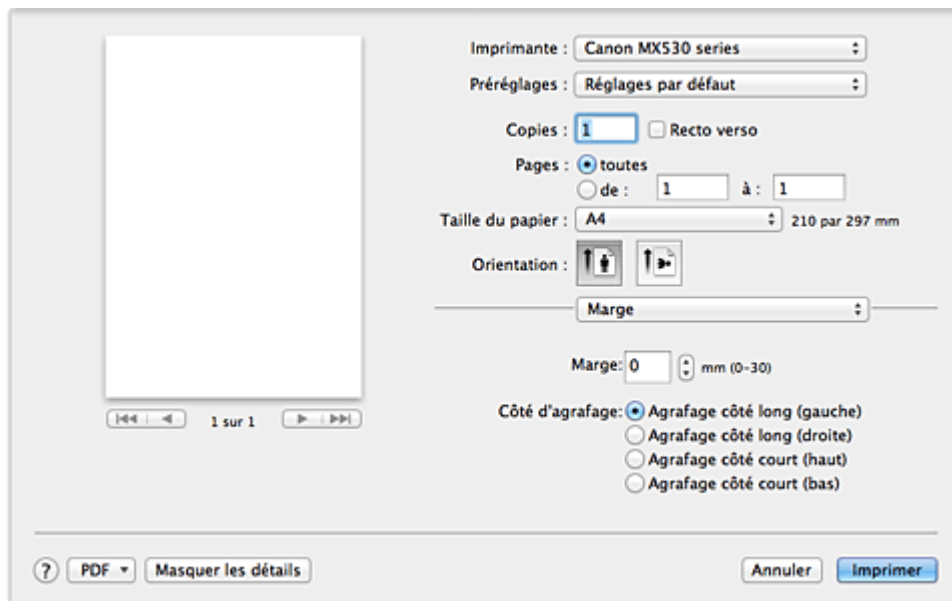 Imprimante : Canon MX530 series
Préréglages : Réglages par défaut
Copies : 1 Recto verso
Pages : toutes
de : 1 à : 1
Taille du papier : A4 210 par 297 mm
Orientation :
Marge
Marge: 0 mm (0-30)
1 sur 1
Côté d'agrafage: Agrafage côté long (gauche)
Agrafage côté long (droite)
Agrafage côté court (haut)
Agrafage côté court (bas)
? PDF Masquer les détails Annuler Imprimer